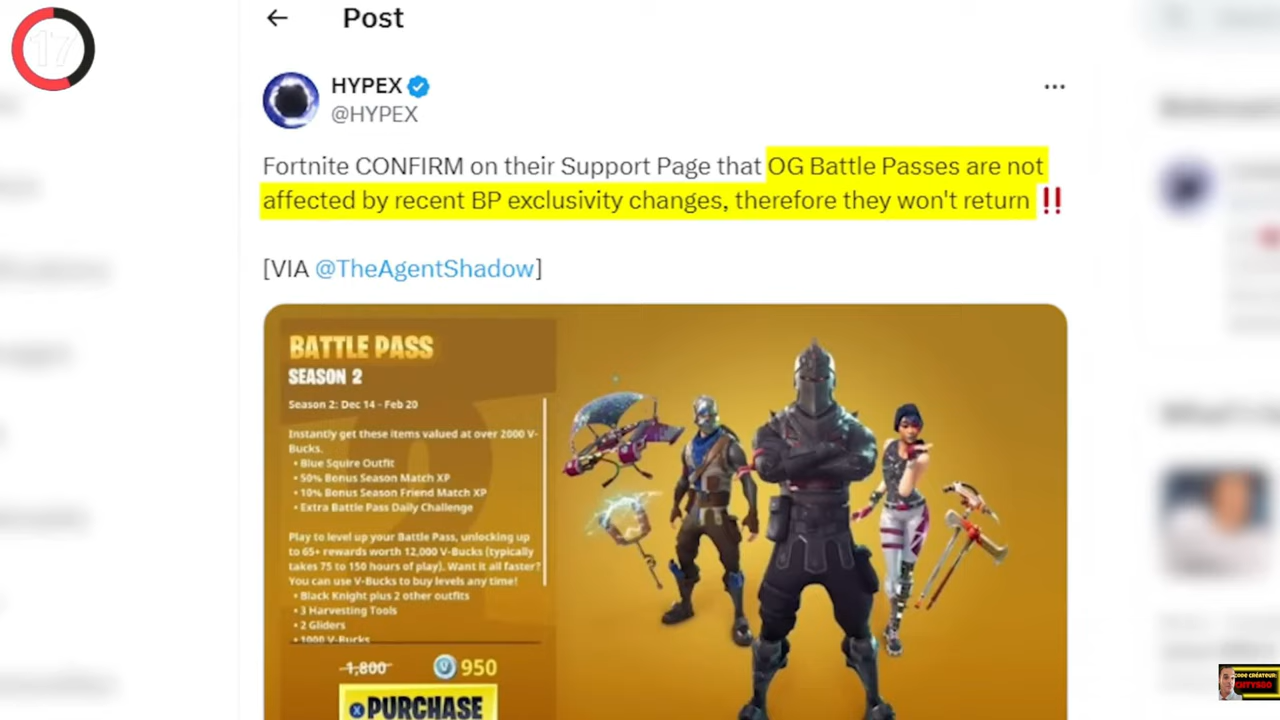 17
Post
HYPEX
@HYPEX
Fortnite CONFIRM on their Support Page that OG Battle Passes are not
affected by recent BP exclusivity changes, therefore they won't return ‼
[VIA @TheAgentShadow]
BATTLE PASS
SEASON 2
Season 2: Dec 14 - Feb 20
Instantly get these items valued at over 2000 V-
Bucks.
• Blue Squire Outfit
• 50% Bonus Season Match XP
• 10% Bonus Season Friend Match XP
• Extra Battle Pass Daily Challenge
Play to level up your Battle Pass, unlocking up
to 65+ rewards worth 12,000 V-Bucks (typically
takes 75 to 150 hours of play). Want it all faster?
You can use V-Bucks to buy levels any time!
• Black Knight plus 2 other outfits
• 3 Harvesting Tools
• 2 Gliders
• 1000 V-Bucks
1,800 950
X PURCHASE
CODE CRÉATEUR: